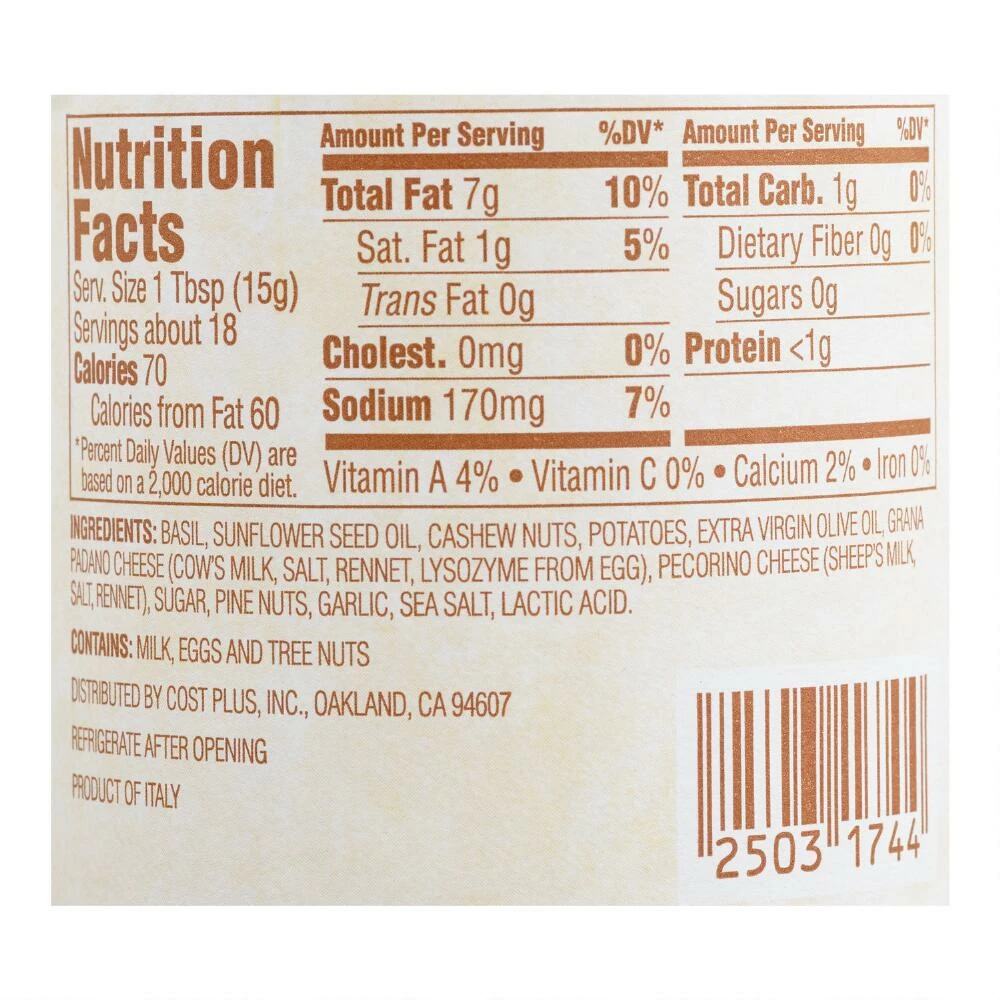 Nutrition
Facts
Serv. Size 1 Tbsp (15g)
Servings about 18
Calories 70
Calories from Fat 60
*Percent Daily Values (DV) are
based on a 2,000 calorie diet.
Amount Per Serving %DV*
Total Fat 7g 10%
Sat. Fat 1g 5%
Trans Fat 0g
Cholest. 0mg 0%
Sodium 170mg 7%
Amount Per Serving %DV*
Total Carb. 1g 0%
Dietary Fiber 0g 0%
Sugars 0g
Protein <1g
Vitamin A 4% • Vitamin C 0% • Calcium 2% • Iron 0%
INGREDIENTS: BASIL, SUNFLOWER SEED OIL, CASHEW NUTS, POTATOES, EXTRA VIRGIN OLIVE OIL, GRANA
PADANO CHEESE (COW'S MILK, SALT, RENNET, LYSOZYME FROM EGG), PECORINO CHEESE (SHEEP'S MILK,
SALT, RENNET), SUGAR, PINE NUTS, GARLIC, SEA SALT, LACTIC ACID.
CONTAINS: MILK, EGGS AND TREE NUTS
DISTRIBUTED BY COST PLUS, INC., OAKLAND, CA 94607
REFRIGERATE AFTER OPENING
PRODUCT OF ITALY
2503 1744